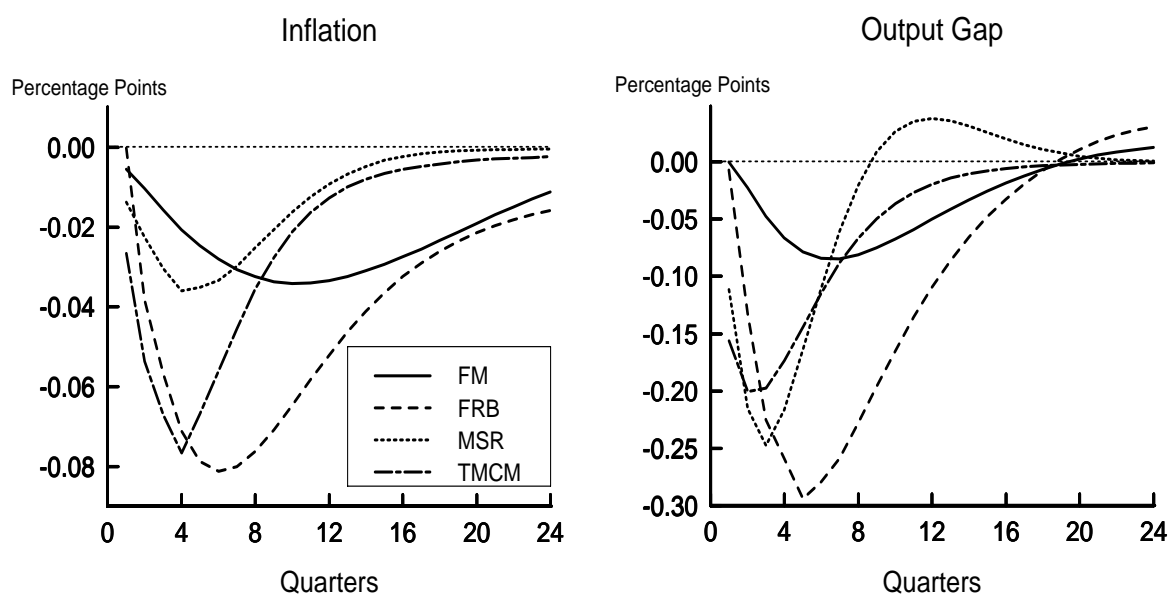 Inflation
Percentage Points
0.00
-0.02
-0.04
-0.06
-0.08
FM
FRB
MSR
TMCM
0 4 8 12 16 20 24
Quarters
Output Gap
Percentage Points
0.00
-0.05
-0.10
-0.15
-0.20
-0.25
-0.30
0 4 8 12 16 20 24
Quarters